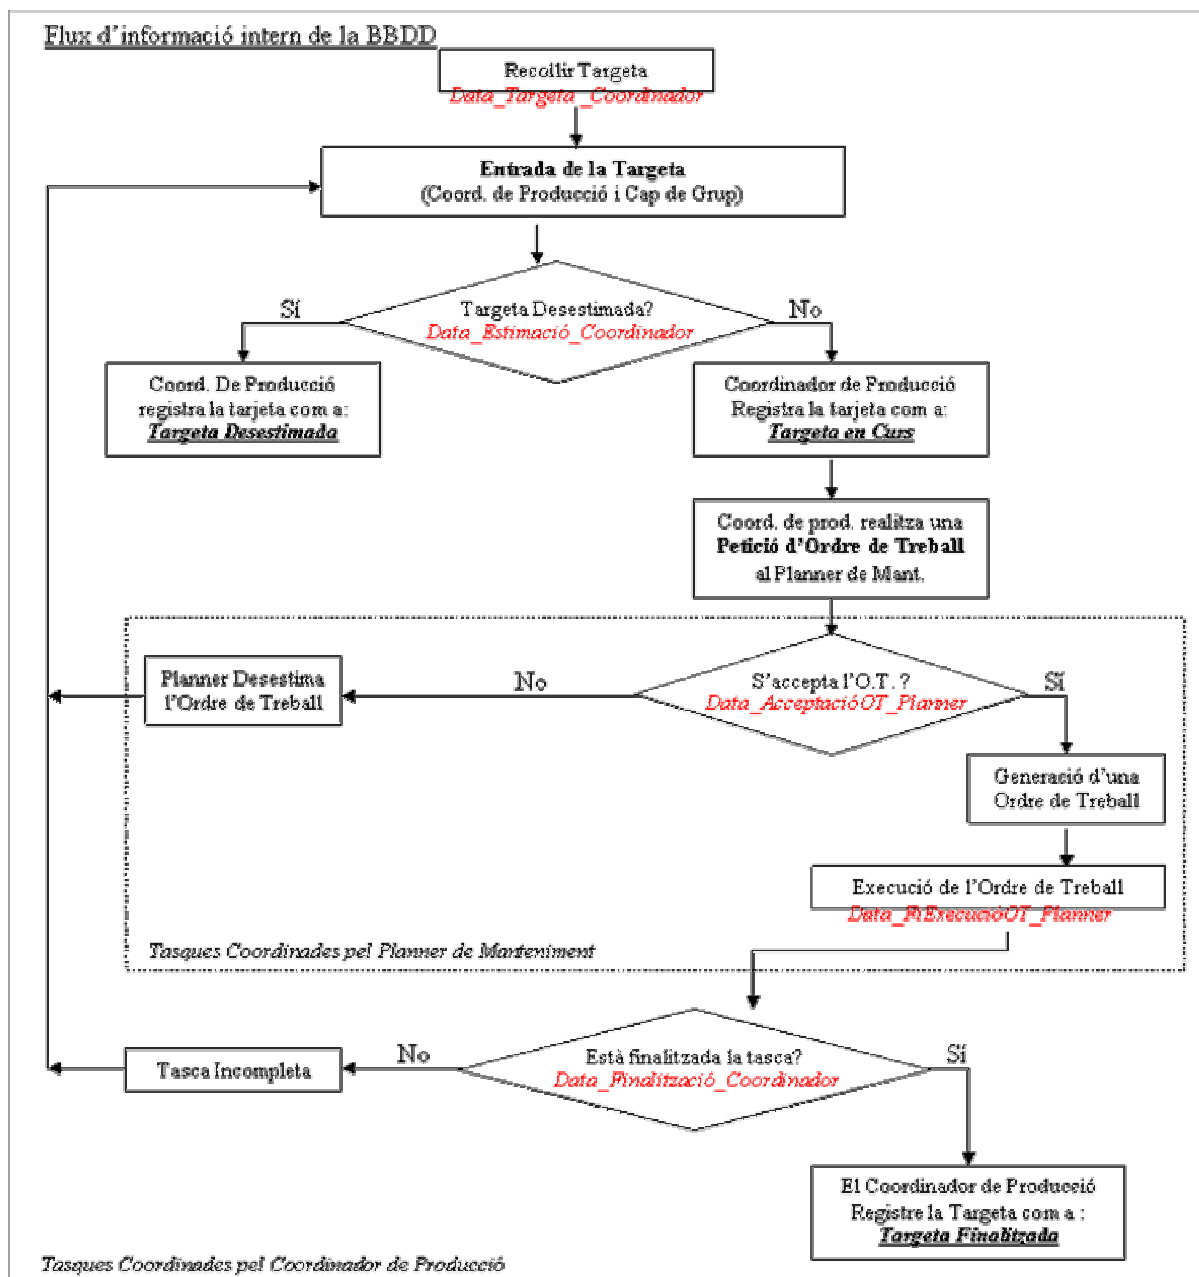 Flux d'informació intern de la BBDD
Recollir Targeta
Data_Targeta_Coordinador
Entrada de la Targeta
(Coord. de Producció i Cap de Grup)
Sí
Targeta Desestimada?
No
Data_Estimació_Coordinador
Coord. De Producció
registra la tarjeta com a:
Targeta Desestimada
Coordinador de Producció
Registra la tarjeta com a:
Targeta en Curs
Coord. de prod. realitza una
Petició d'Ordre de Treball
al Planner de Mant.
Planner Desestima
l'Ordre de Treball
No
S'accepta l'O.T. ?
Sí
Data_AcceptacióOT_Planner
Generació d'una
Ordre de Treball
Execució de l'Ordre de Treball
Data_FiExecucióOT_Planner
Tasques Coordinades pel Planner de Manteniment
Tasca Incompleta
No
Està finalitzada la tasca?
Sí
Data_Finalització_Coordinador
El Coordinador de Producció
Registre la Targeta com a :
Targeta Finalitzada
Tasques Coordinades pel Coordinador de Producció